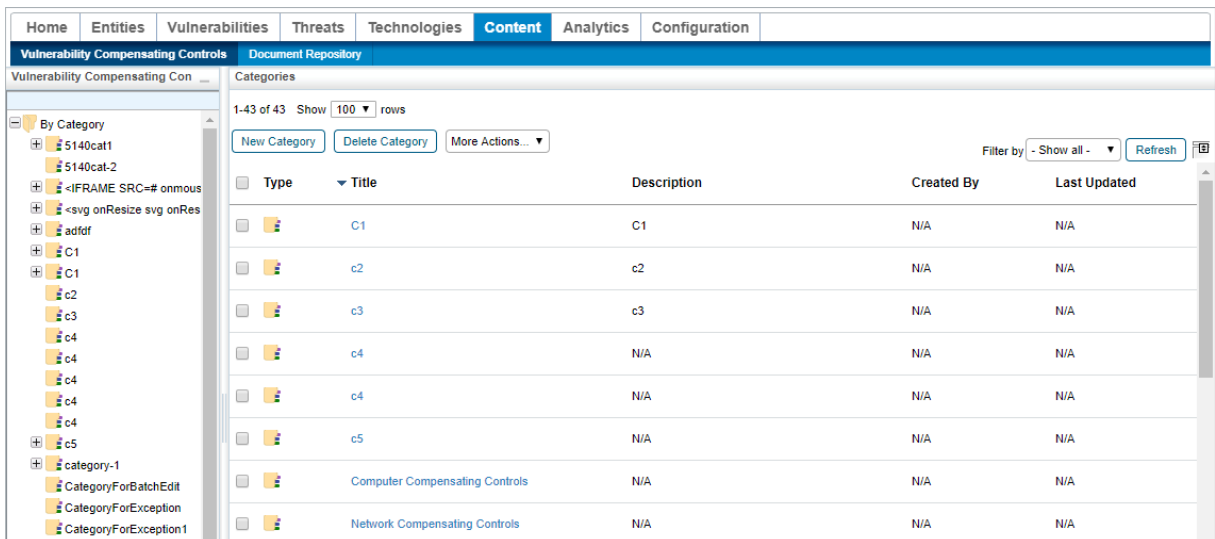 Home Entities Vulnerabilities Threats Technologies Content Analytics Configuration
Vulnerability Compensating Controls Document Repository
Vulnerability Compensating Con
By Category
5140cat1
5140cat-2
<IFRAME SRC=# onmous
<svg onResize svg onRes
adfdf
C1
C1
c2
c3
c4
c4
c4
c4
c4
c5
category-1
CategoryForBatchEdit
CategoryForException
CategoryForException1
Categories
1-43 of 43 Show 100 rows
New Category Delete Category More Actions...
Filter by - Show all - Refresh
Type Title Description Created By Last Updated
C1 C1 N/A N/A
c2 c2 N/A N/A
c3 c3 N/A N/A
c4 N/A N/A N/A
c4 N/A N/A N/A
c5 N/A N/A N/A
Computer Compensating Controls N/A N/A N/A
Network Compensating Controls N/A N/A N/A